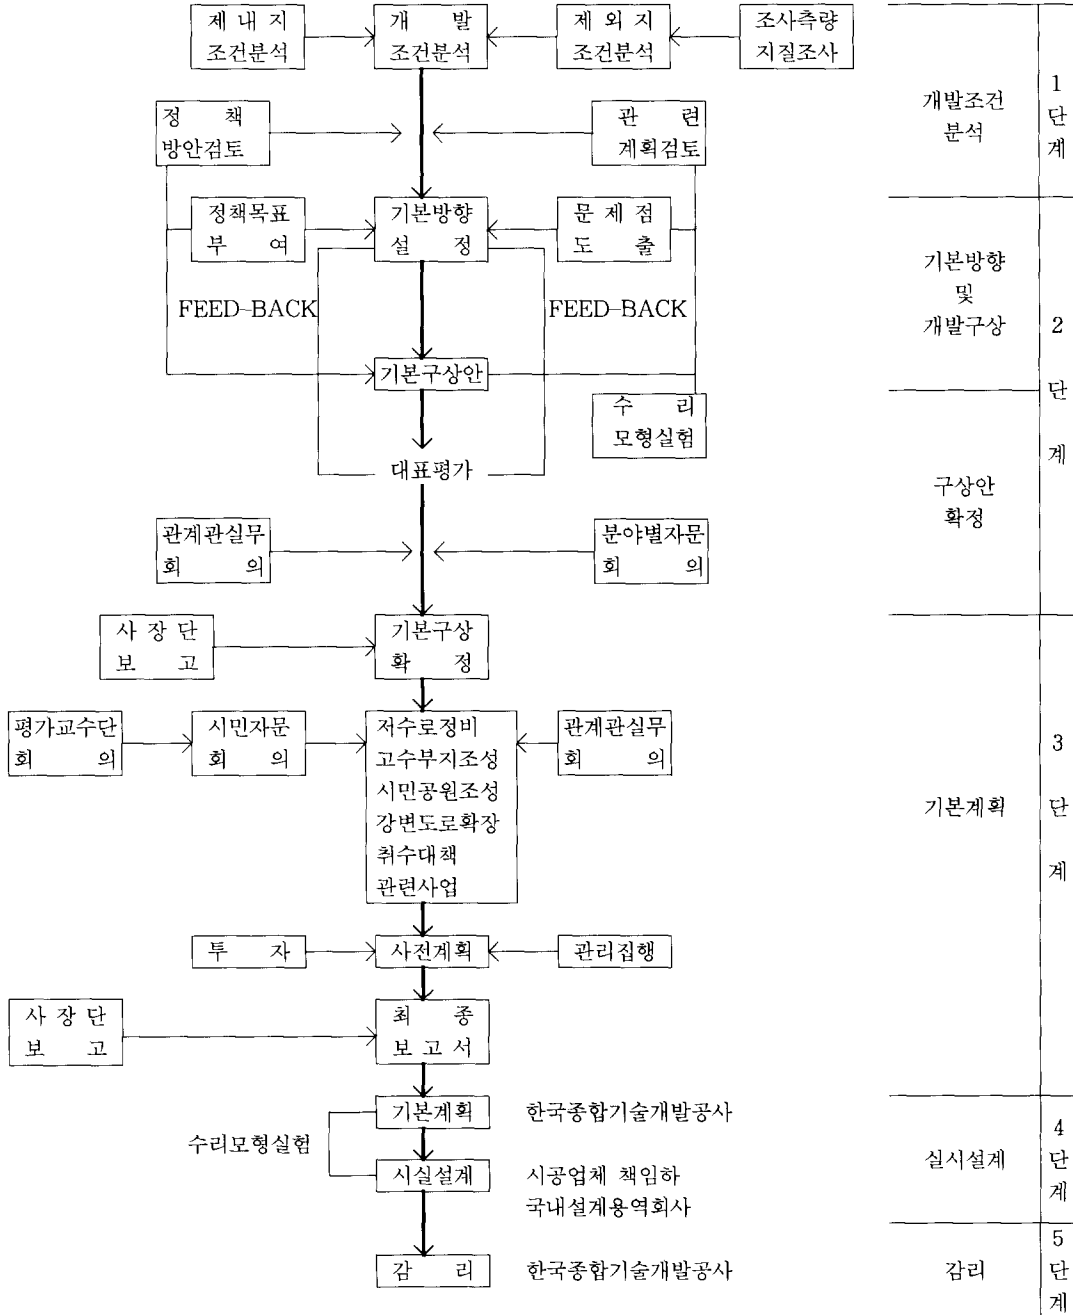 제 내 지
조건분석
개 발
조건분석
제 외 지
조건분석
조사측량
지질조사
정 책
방안검토
관 련
계획검토
정책목표
부 여
기본방향
설 정
문 제 점
도 출
FEED-BACK
FEED-BACK
기본구상안
수 리
모형실험
대표평가
관계관실무
회 의
분야별자문
회 의
사 장 단
보 고
기본구상
확 정
평가교수단
회 의
시민자문
회 의
저수로정비
고수부지조성
시민공원조성
강변도로확장
취수대책
관련사업
관계관실무
회 의
투 자
사전계획
관리집행
사 장 단
보 고
최 종
보 고 서
기본계획
한국종합기술개발공사
수리모형실험
시실설계
시공업체 책임하
국내설계용역회사
감 리
한국종합기술개발공사
개발조건
분석
1
단
계
기본방향
및
개발구상
구상안
확정
2
단
계
기본계획
3
단
계
실시설계
4
단
계
감리
5
단
계